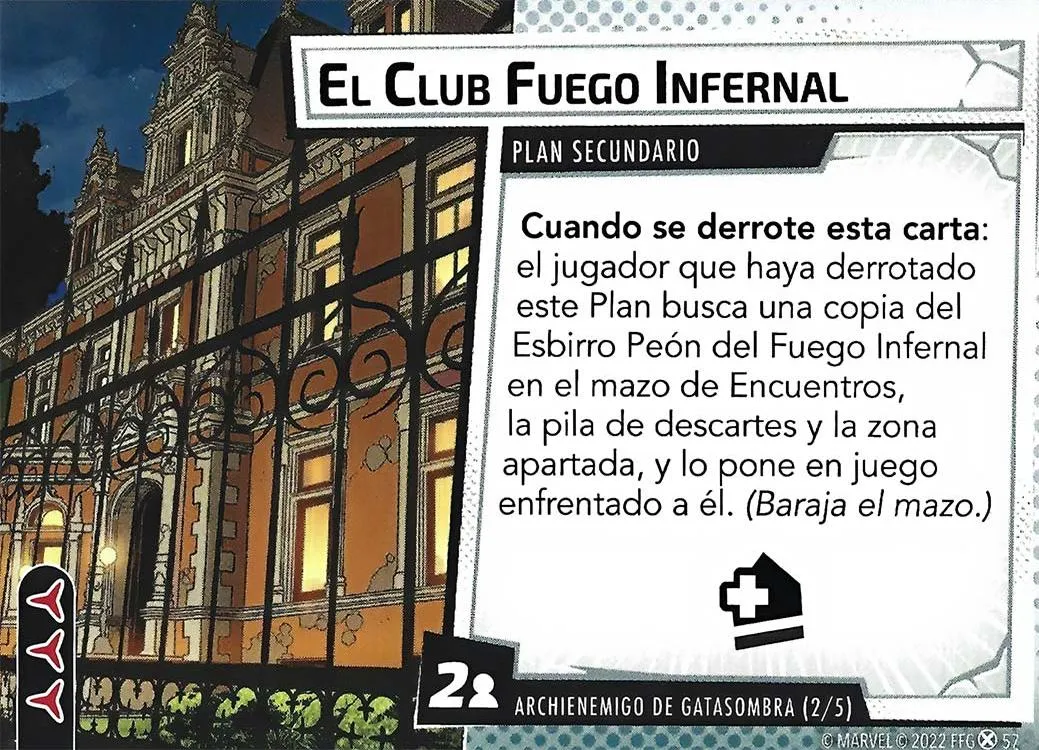 El Club Fuego Infernal
PLAN SECUNDARIO
Cuando se derrote esta carta:
el jugador que haya derrotado
este Plan busca una copia del
Esbirro Peón del Fuego Infernal
en el mazo de Encuentros,
la pila de descartes y la zona
apartada, y lo pone en juego
enfrentado a él. (Baraja el mazo.)
2
ARCHIENEMIGO DE GATASOMBRA (2/5)
© MARVEL © 2022 FFG 57